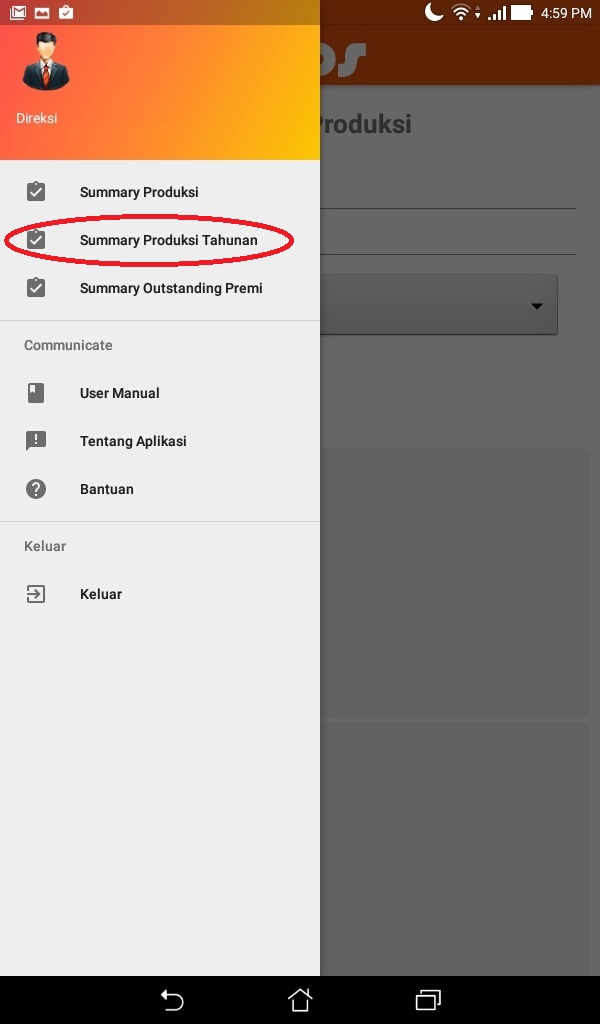 4:59 PM
Direksi
Produksi
Summary Produksi
Summary Produksi Tahunan
Summary Outstanding Premi
Communicate
User Manual
Tentang Aplikasi
Bantuan
Keluar
Keluar